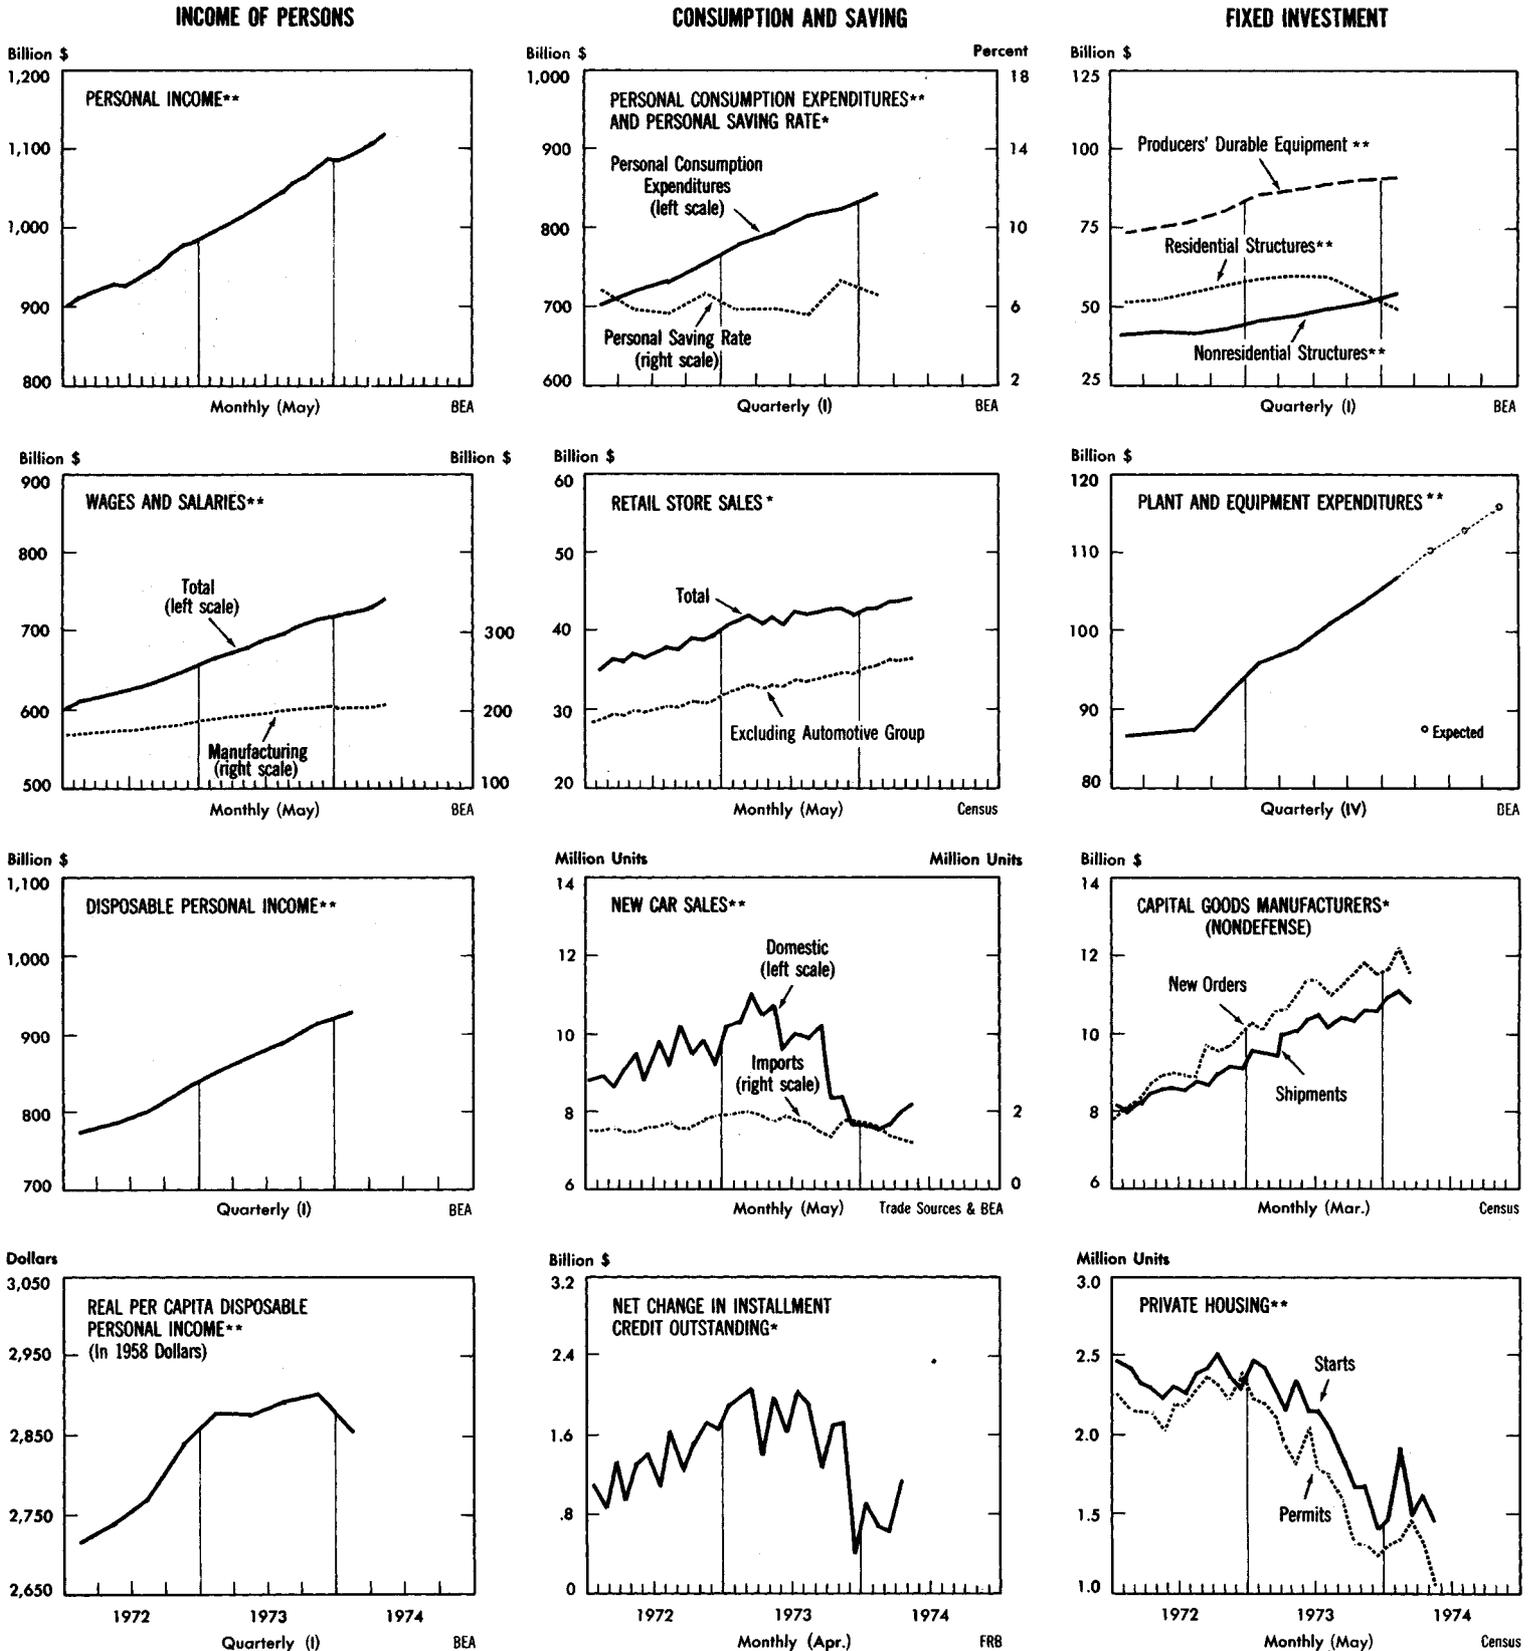 INCOME OF PERSONS
Billion $
1,200
1,100
1,000
900
800
PERSONAL INCOME**
Monthly (May)
BEA
Billion $
Billion $
900
800
700
600
500
300
200
100
WAGES AND SALARIES**
Total
(left scale)
Manufacturing
(right scale)
Monthly (May)
BEA
Billion $
1,100
1,000
900
800
700
DISPOSABLE PERSONAL INCOME**
Quarterly (I)
BEA
Dollars
3,050
2,950
2,850
2,750
2,650
REAL PER CAPITA DISPOSABLE
PERSONAL INCOME**
(In 1958 Dollars)
1972
1973
1974
Quarterly (I)
BEA
CONSUMPTION AND SAVING
Billion $
Percent
1,000
900
800
700
600
18
14
10
6
2
PERSONAL CONSUMPTION EXPENDITURES**
AND PERSONAL SAVING RATE*
Personal Consumption
Expenditures
(left scale)
Personal Saving Rate
(right scale)
Quarterly (I)
BEA
Billion $
60
50
40
30
20
RETAIL STORE SALES *
Total
Excluding Automotive Group
Monthly (May)
Census
Million Units
Million Units
14
12
10
8
6
2
0
NEW CAR SALES**
Domestic
(left scale)
Imports
(right scale)
Monthly (May)
Trade Sources & BEA
Billion $
3.2
2.4
1.6
.8
0
NET CHANGE IN INSTALLMENT
CREDIT OUTSTANDING*
1972
1973
1974
Monthly (Apr.)
FRB
FIXED INVESTMENT
Billion $
125
100
75
50
25
Producers' Durable Equipment **
Residential Structures**
Nonresidential Structures**
Quarterly (I)
BEA
Billion $
120
110
100
90
80
PLANT AND EQUIPMENT EXPENDITURES**
Expected
Quarterly (IV)
BEA
Billion $
14
12
10
8
6
CAPITAL GOODS MANUFACTURERS*
(NONDEFENSE)
New Orders
Shipments
Monthly (Mar.)
Census
Million Units
3.0
2.5
2.0
1.5
1.0
PRIVATE HOUSING**
Starts
Permits
1972
1973
1974
Monthly (May)
Census